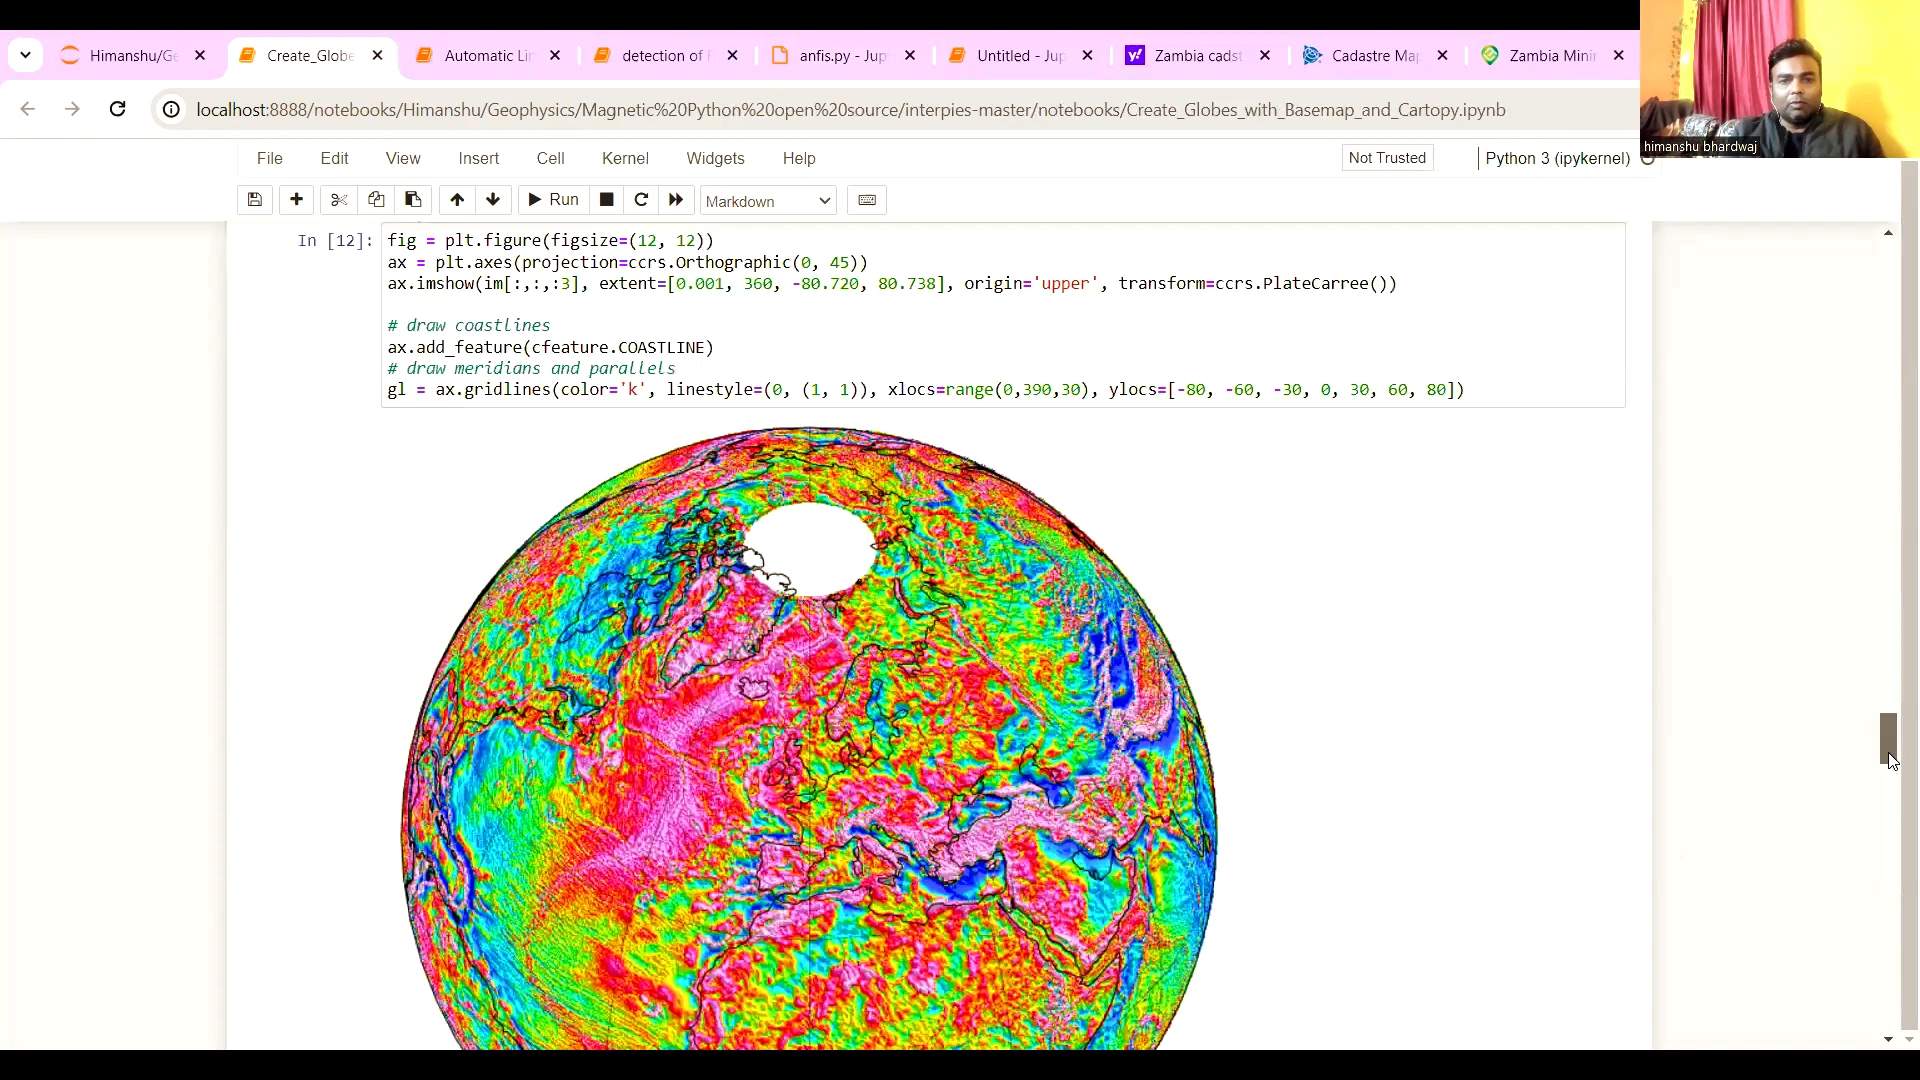 Himanshu/Ge
Create_Globe
Automatic Lin
detection of F
anfis.py - Jup
Untitled - Jup
Zambia cadst
Cadastre Map
Zambia Minin
localhost:8888/notebooks/Himanshu/Geophysics/Magnetic%20Python%20open%20source/interpies-master/notebooks/Create_Globes_with_Basemap_and_Cartopy.ipynb
himanshu bhardwaj
File Edit View Insert Cell Kernel Widgets Help
Not Trusted
Python 3 (ipykernel)
Run
Markdown
In [12]:
fig = plt.figure(figsize=(12, 12))
ax = plt.axes(projection=ccrs.Orthographic(0, 45))
ax.imshow(im[:,:,:3], extent=[0.001, 360, -80.720, 80.738], origin='upper', transform=ccrs.PlateCarree())
# draw coastlines
ax.add_feature(cfeature.COASTLINE)
# draw meridians and parallels
gl = ax.gridlines(color='k', linestyle=(0, (1, 1)), xlocs=range(0,390,30), ylocs=[-80, -60, -30, 0, 30, 60, 80])